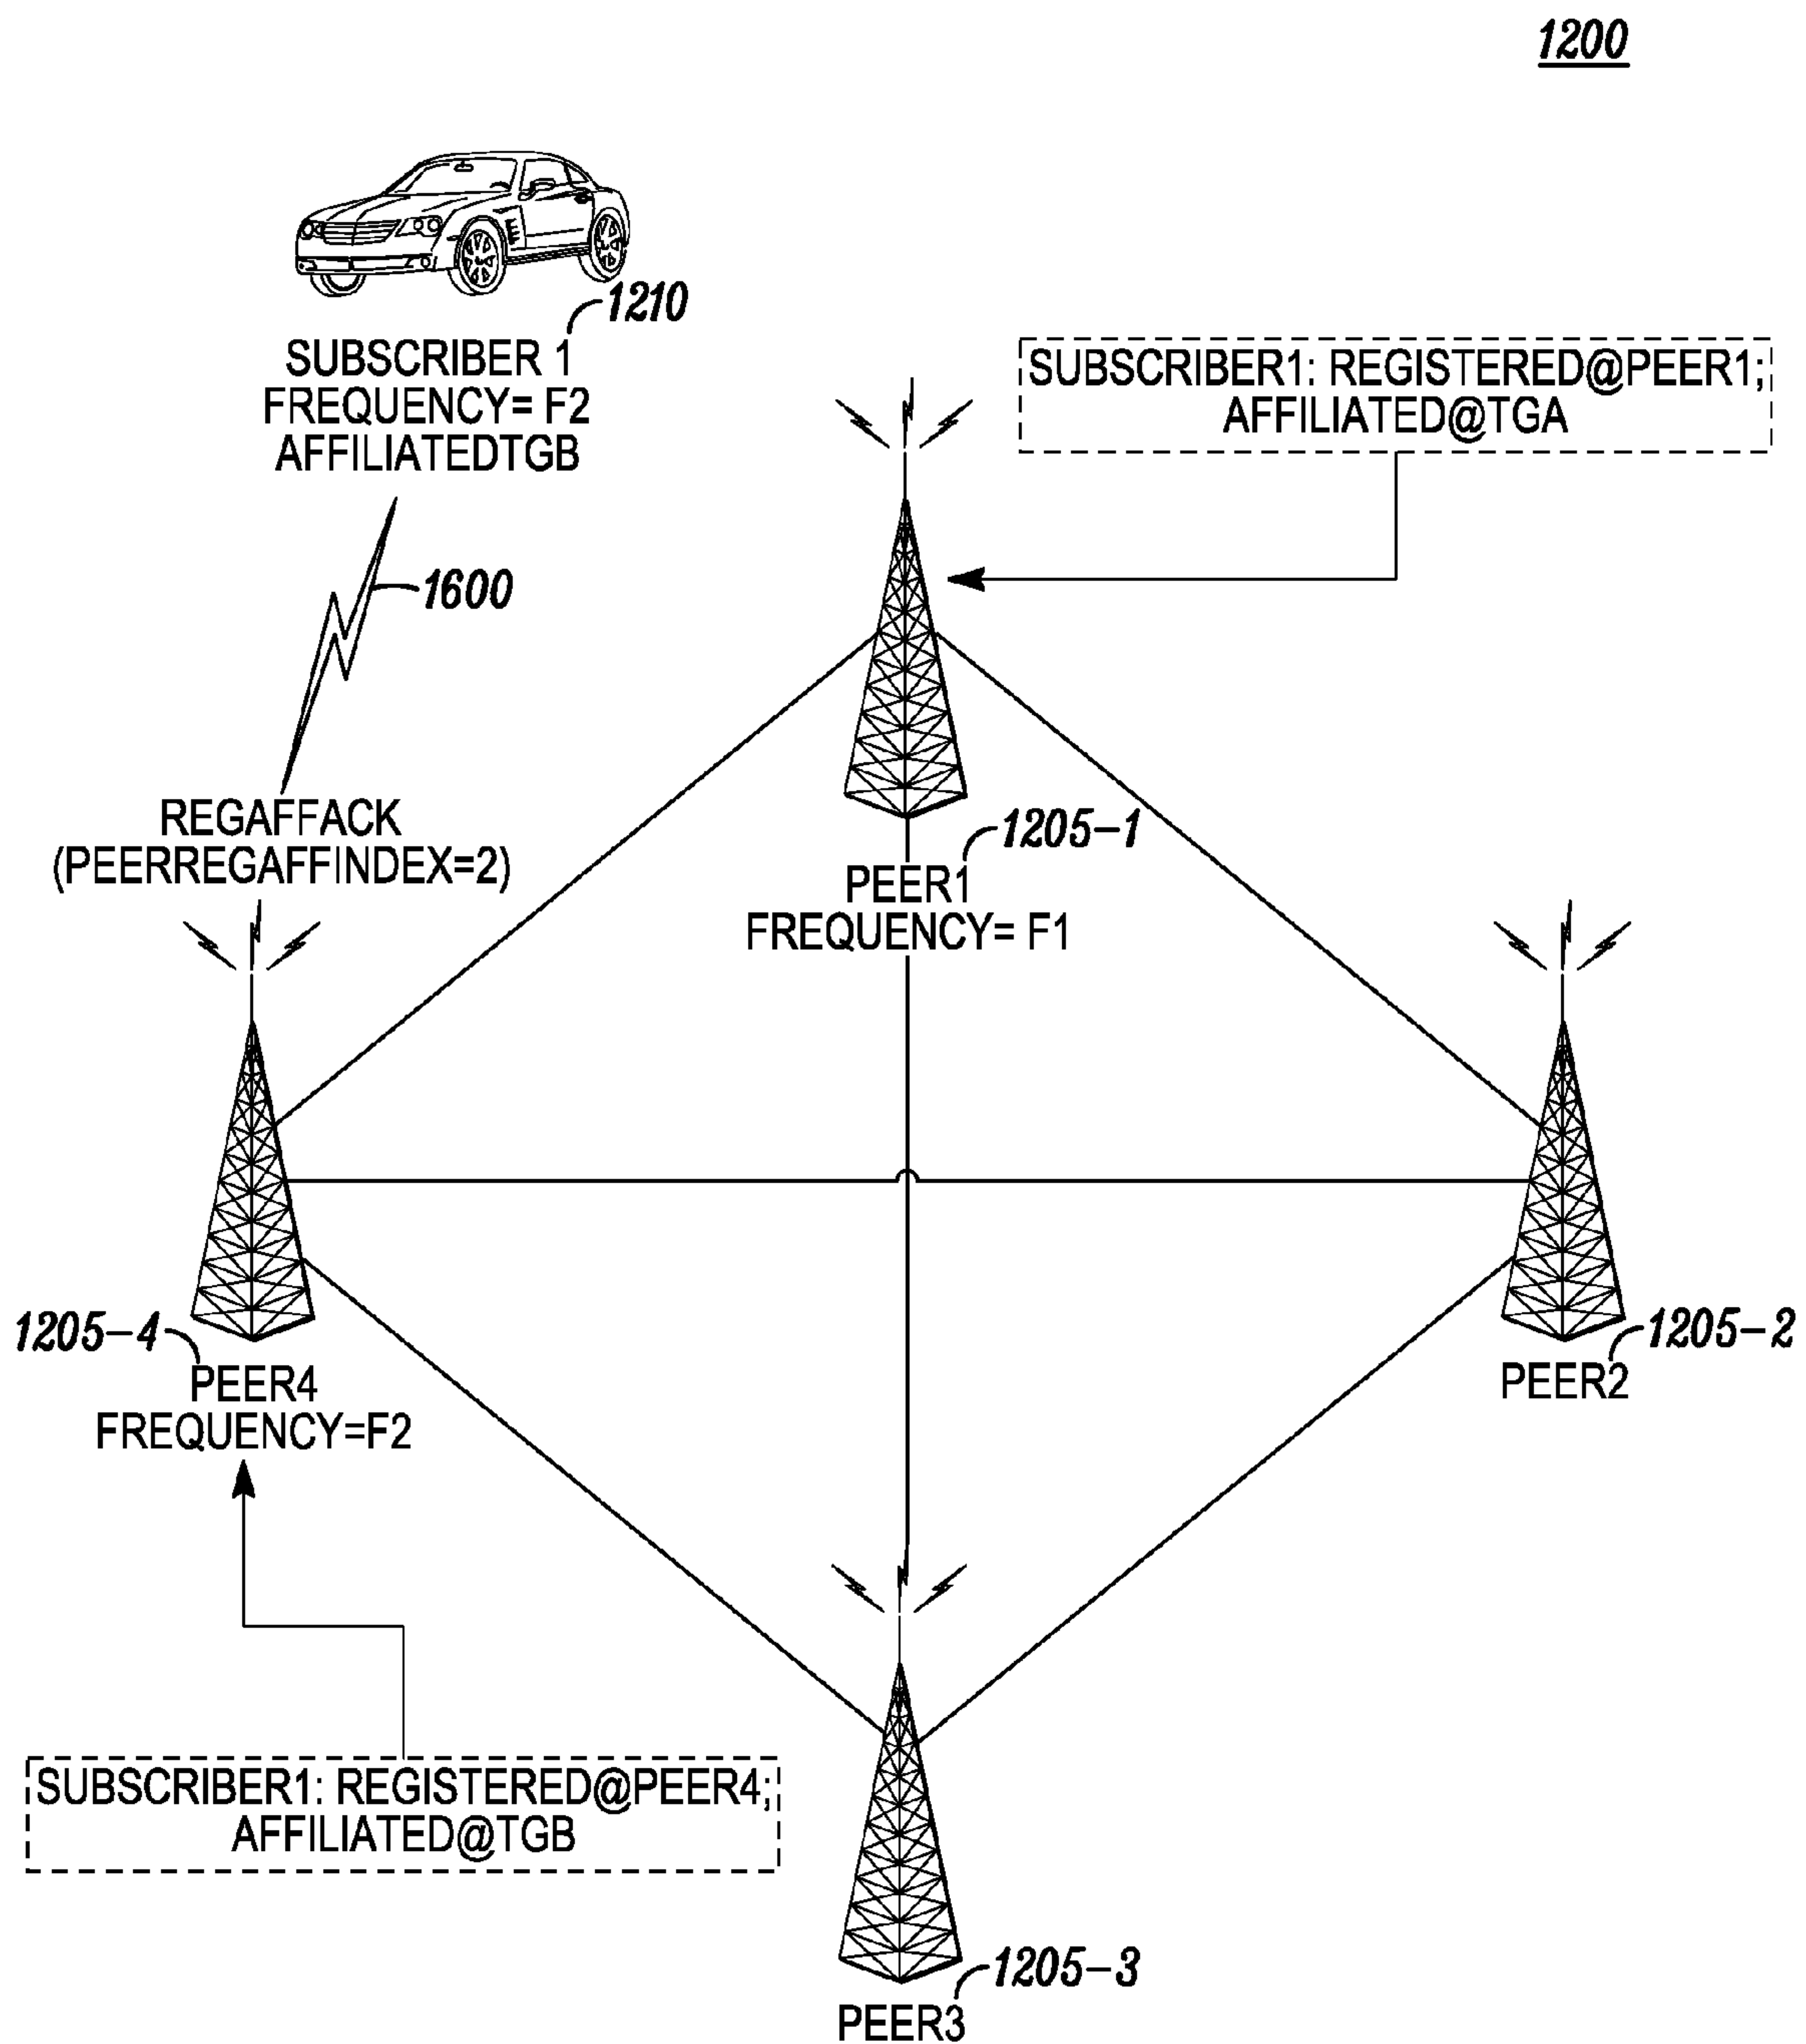 1200
1210
SUBSCRIBER 1
FREQUENCY= F2
AFFILIATEDTGB
SUBSCRIBER1: REGISTERED@PEER1;
AFFILIATED@TGA
1600
REGAFFACK
(PEERREGAFFINDEX=2)
1205-1
PEER1
FREQUENCY= F1
1205-4
PEER4
FREQUENCY=F2
1205-2
PEER2
SUBSCRIBER1: REGISTERED@PEER4;
AFFILIATED@TGB
1205-3
PEER3